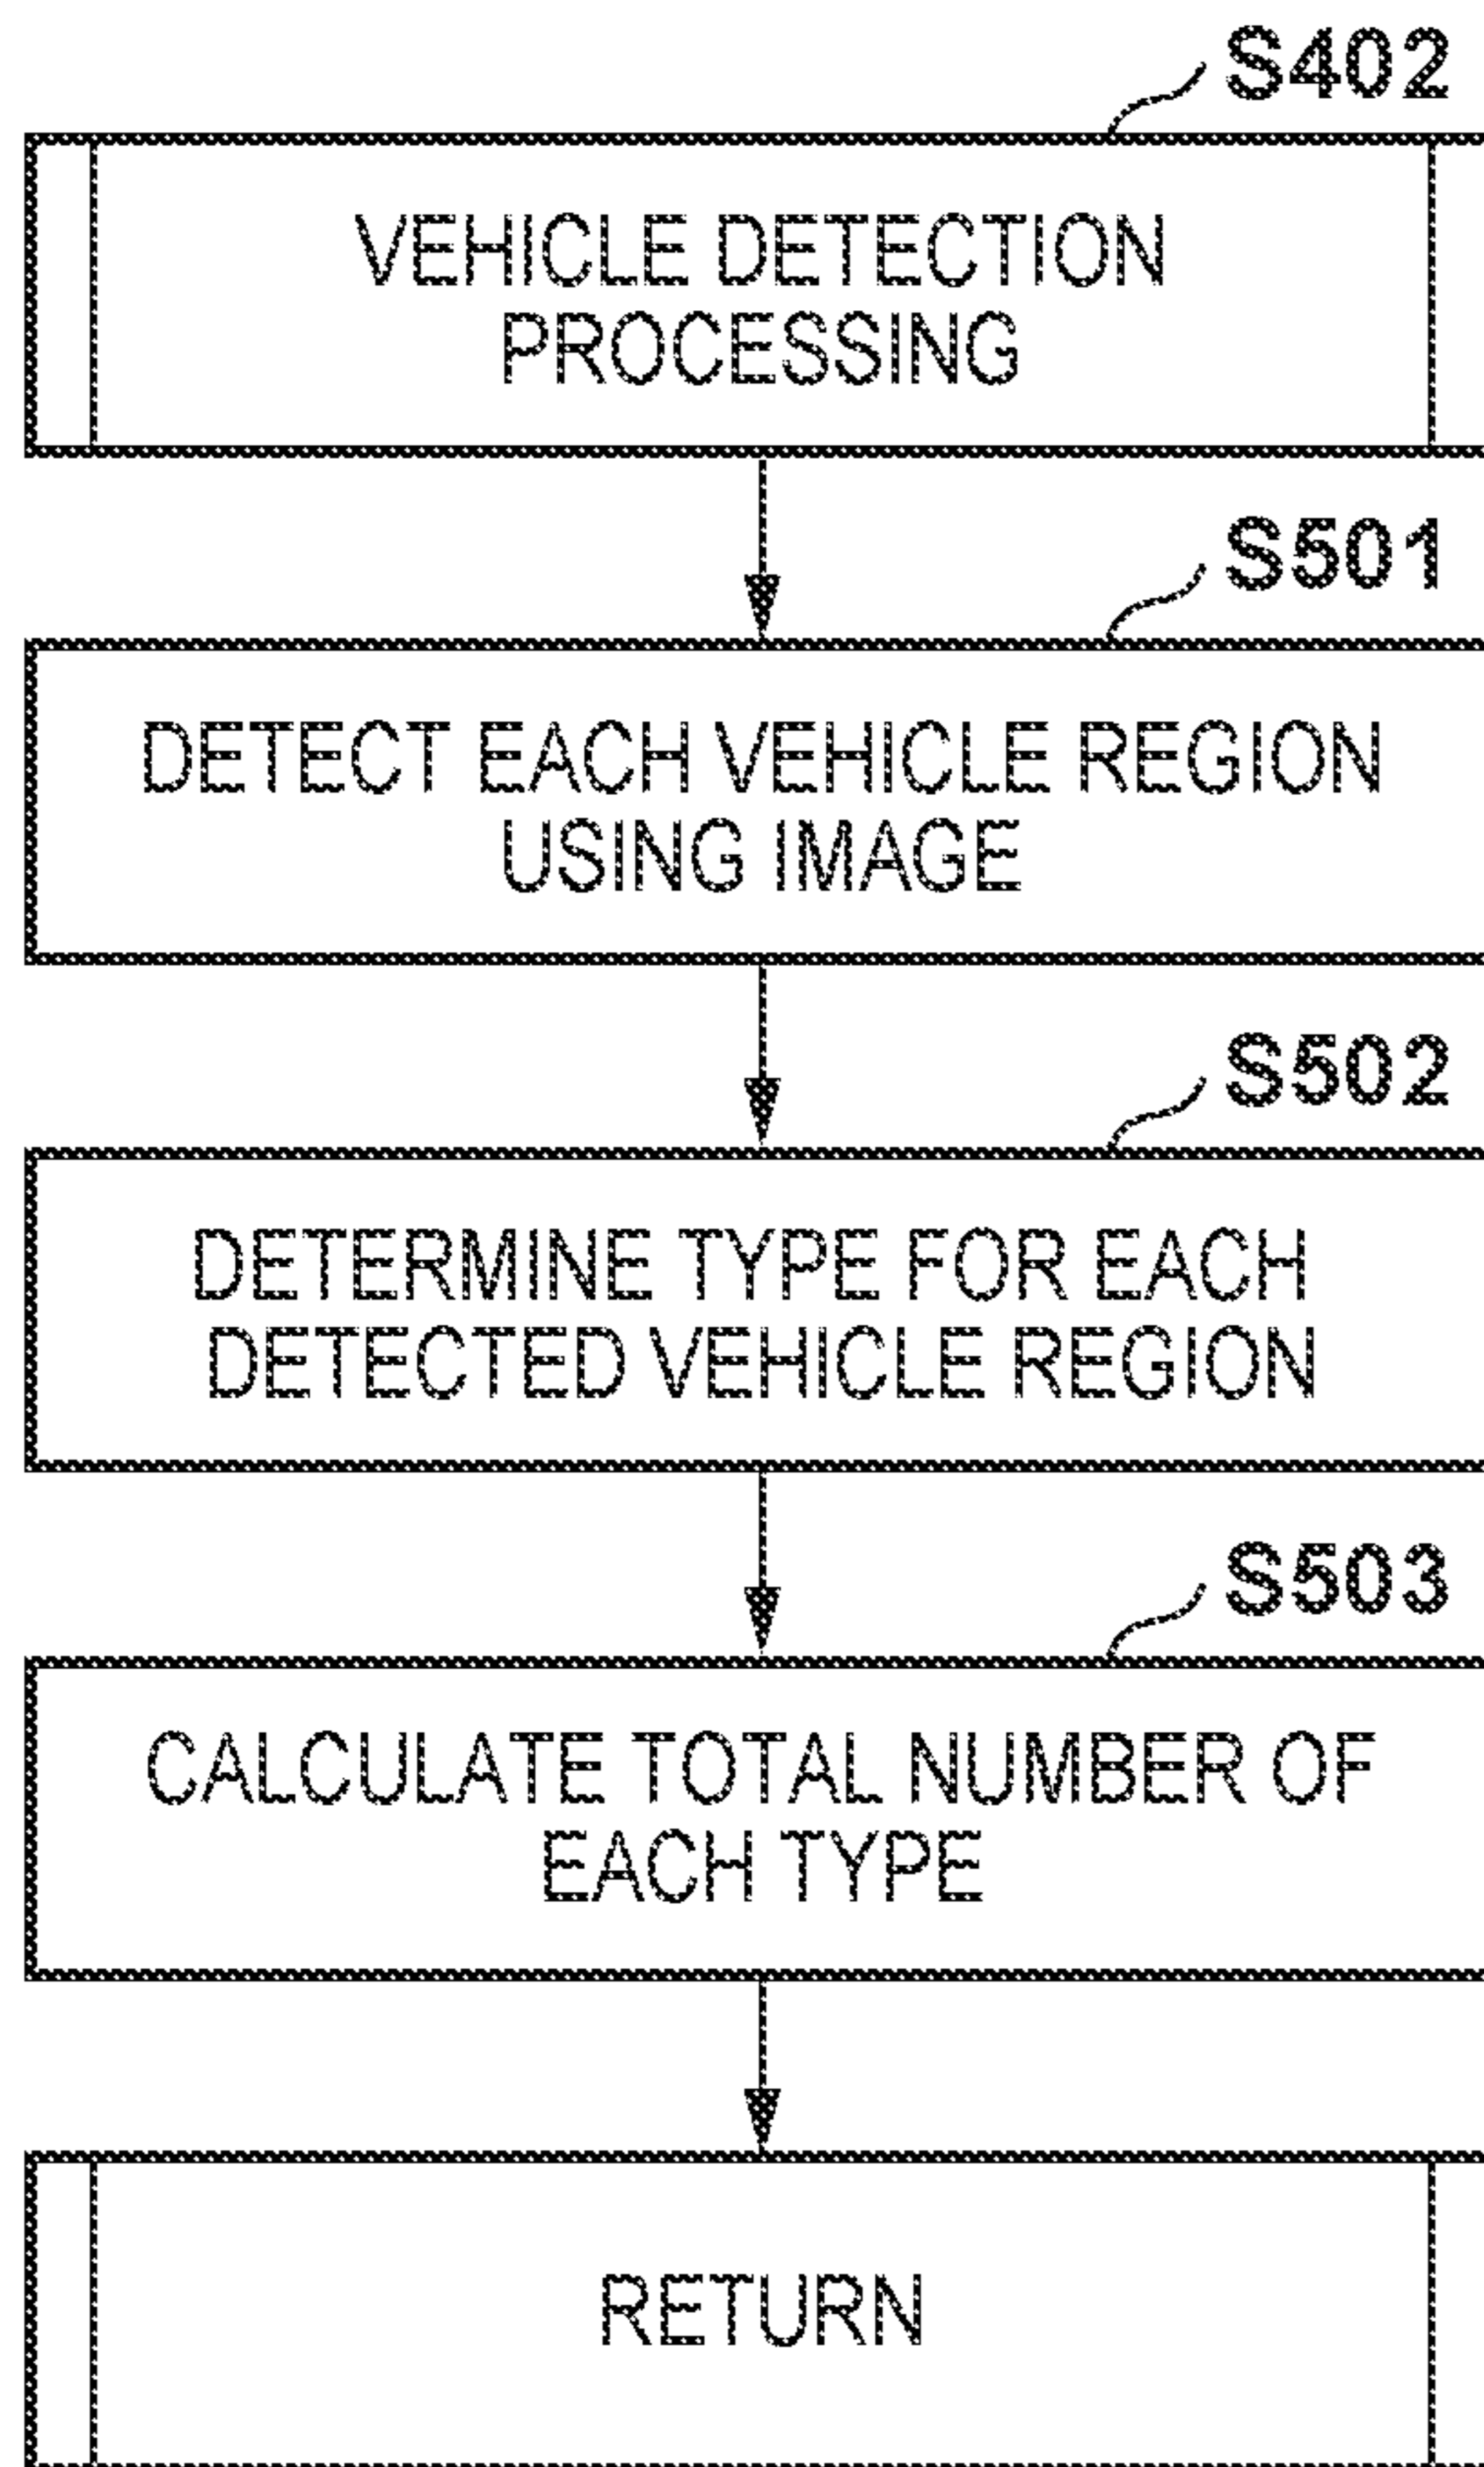 S402
VEHICLE DETECTION
PROCESSING
S501
DETECT EACH VEHICLE REGION
USING IMAGE
S502
DETERMINE TYPE FOR EACH
DETECTED VEHICLE REGION
S503
CALCULATE TOTAL NUMBER OF
EACH TYPE
RETURN